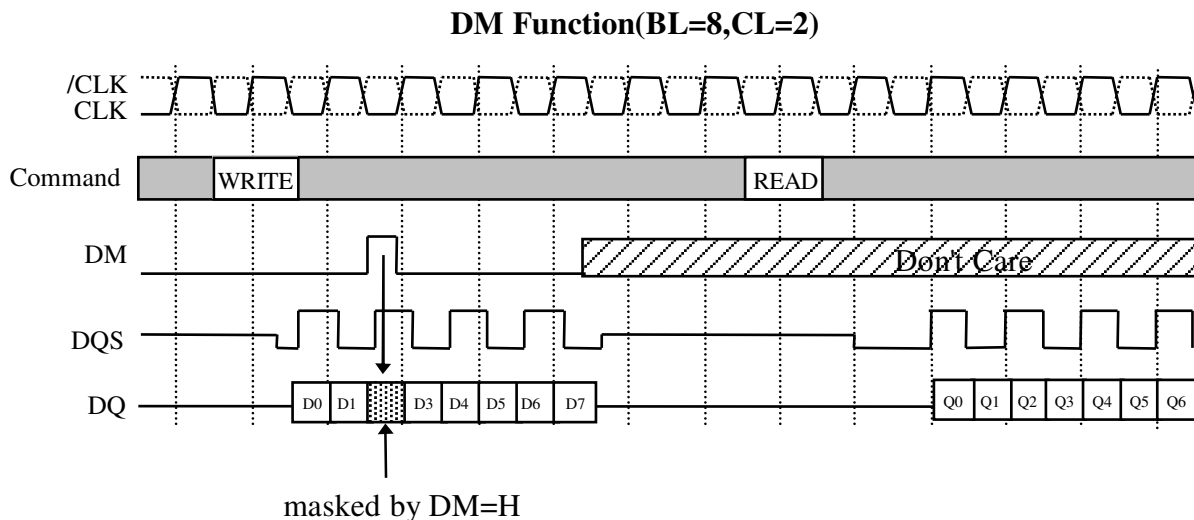 DM Function(BL=8,CL=2)
/CLK
CLK
Command WRITE READ
DM Don't Care
DQS
DQ D0 D1 D3 D4 D5 D6 D7 Q0 Q1 Q2 Q3 Q4 Q5 Q6
masked by DM=H